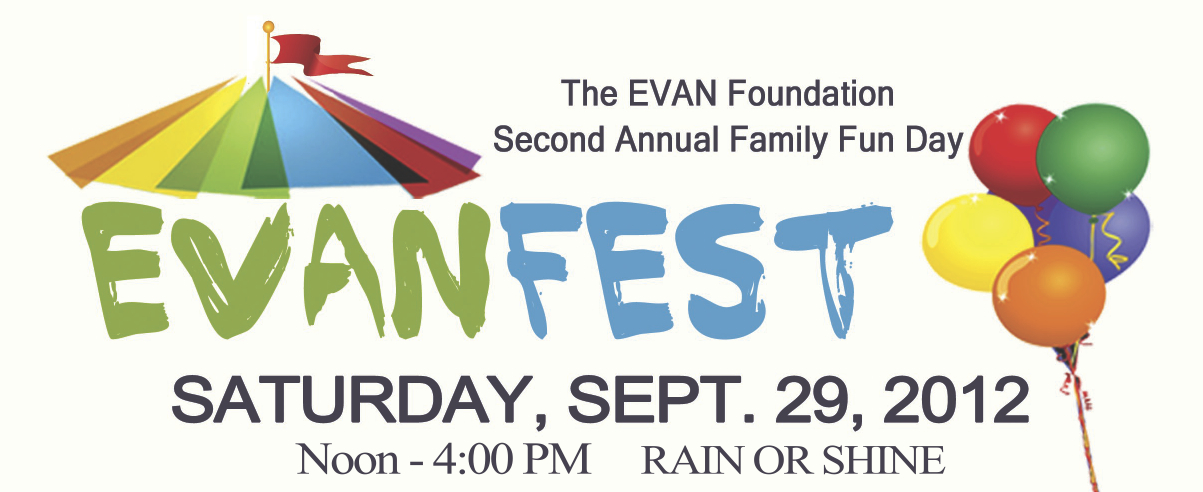 The EVAN Foundation
Second Annual Family Fun Day
EVANFEST
SATURDAY, SEPT. 29, 2012
Noon - 4:00 PM RAIN OR SHINE